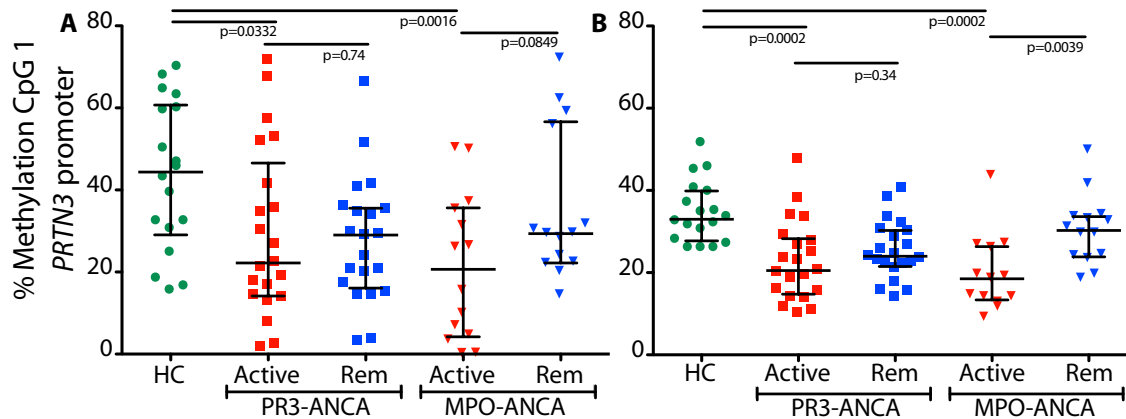 A
p=0.0016
p=0.0332
p=0.0849
p=0.74
B
p=0.0002
p=0.0002
p=0.0039
p=0.34
% Methylation CpG 1
PRTN3 promoter
80
60
40
20
0
80
60
40
20
0
HC Active Rem Active Rem
PR3-ANCA MPO-ANCA
HC Active Rem Active Rem
PR3-ANCA MPO-ANCA